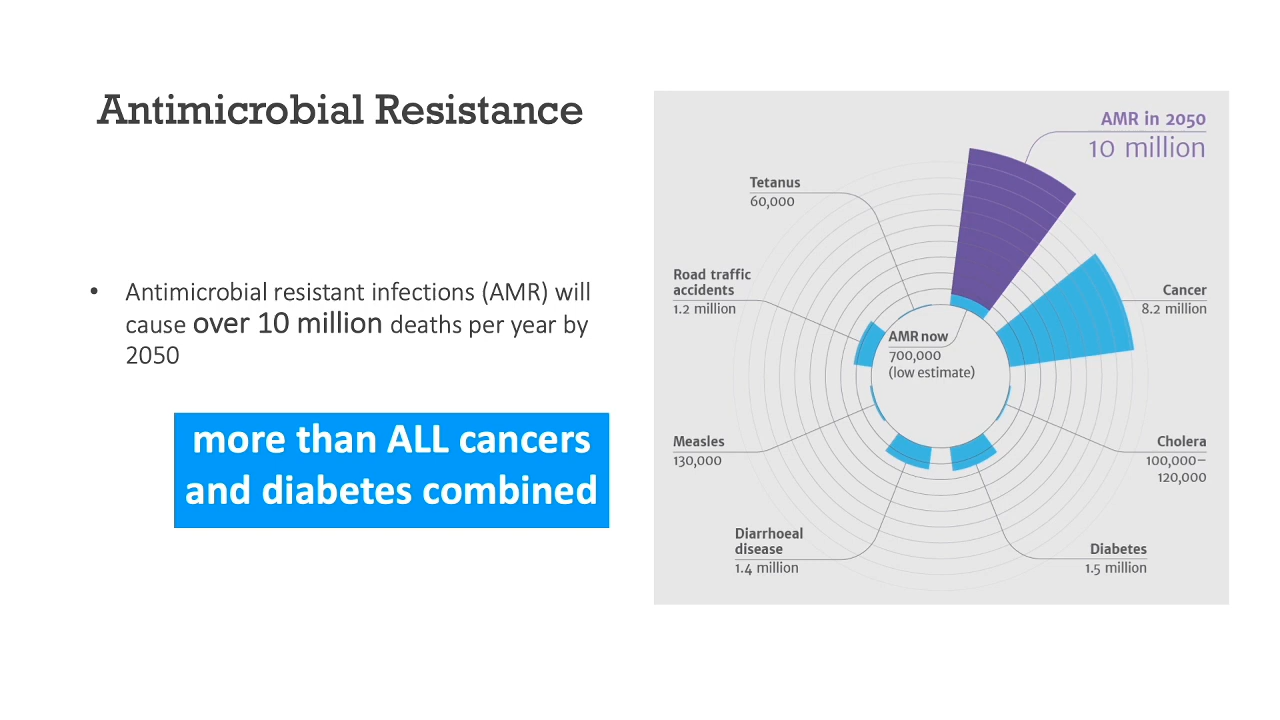 Antimicrobial Resistance
• Antimicrobial resistant infections (AMR) will
cause over 10 million deaths per year by
2050
more than ALL cancers
and diabetes combined
AMR in 2050
10 million
Tetanus
60,000
Road traffic
accidents
1.2 million
Cancer
8.2 million
AMR now
700,000
(low estimate)
Measles
130,000
Cholera
100,000–
120,000
Diarrhoeal
disease
1.4 million
Diabetes
1.5 million